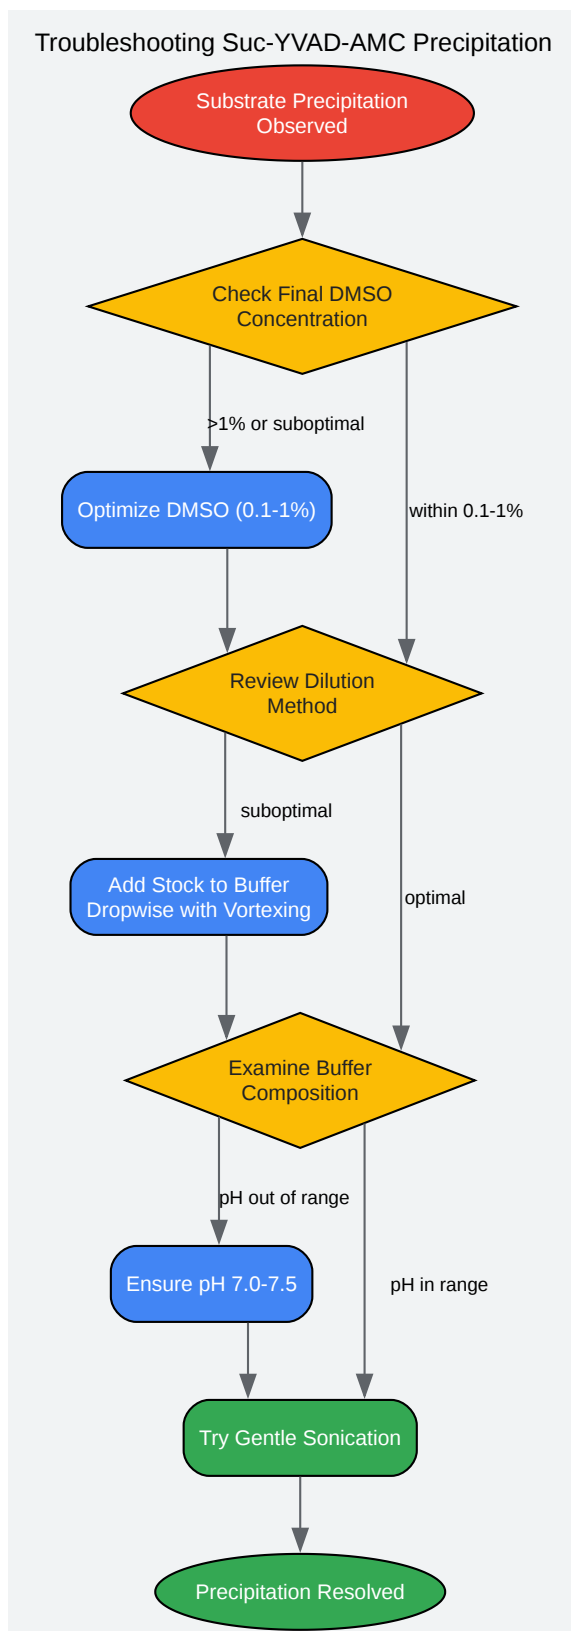 Troubleshooting Suc-YVAD-AMC Precipitation
Substrate Precipitation
Observed
Check Final DMSO
Concentration
>1% or suboptimal
Optimize DMSO (0.1-1%)
within 0.1-1%
Review Dilution
Method
suboptimal
Add Stock to Buffer
Dropwise with Vortexing
optimal
Examine Buffer
Composition
pH out of range
Ensure pH 7.0-7.5
pH in range
Try Gentle Sonication
Precipitation Resolved